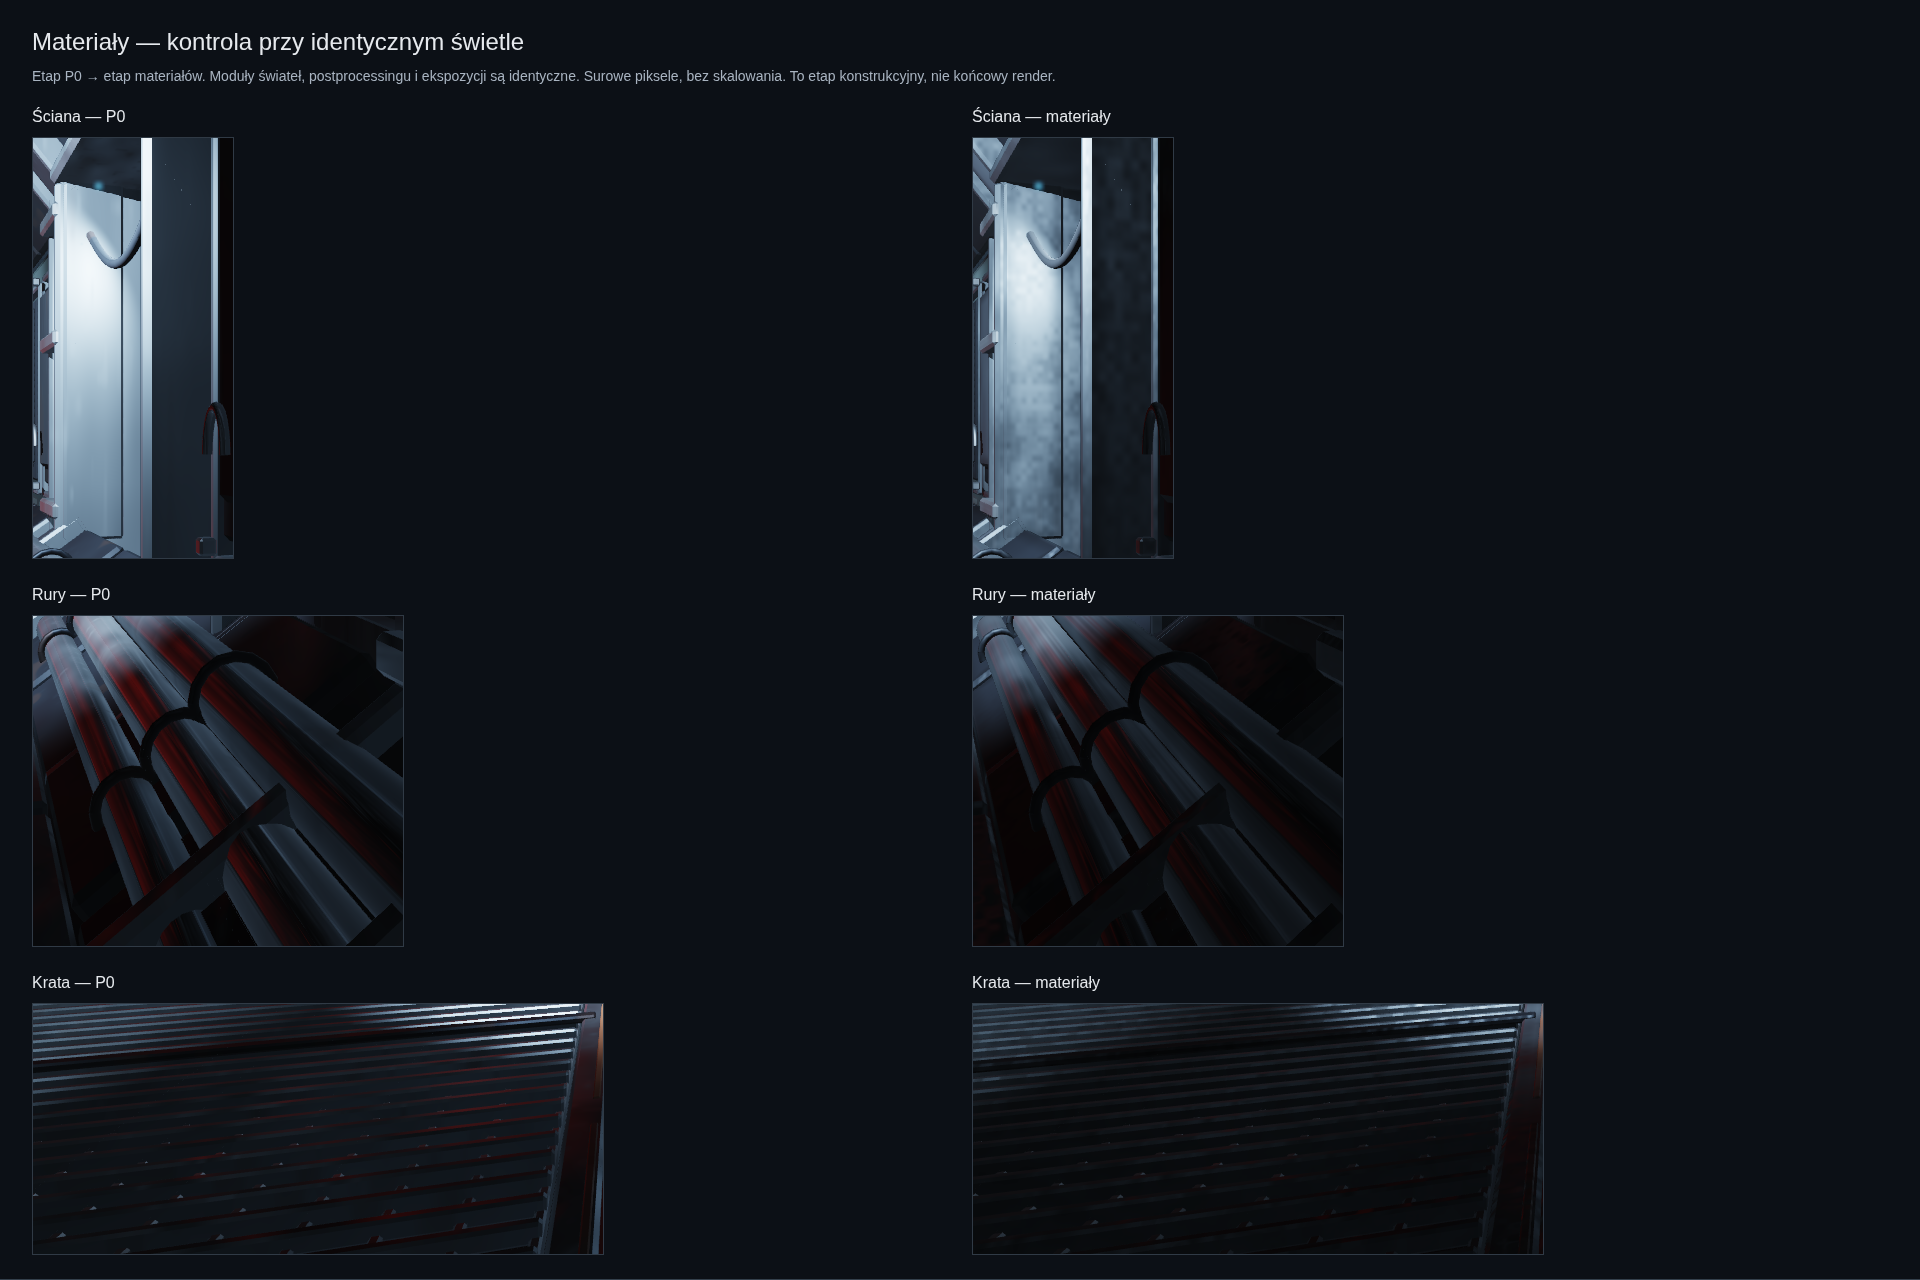 Materiały — kontrola przy identycznym świetle
Etap P0 → etap materiałów. Moduły świateł, postprocessingu i ekspozycji są identyczne. Surowe piksele, bez skalowania. To etap konstrukcyjny, nie końcowy render.
Ściana — P0
Ściana — materiały
Rury — P0
Rury — materiały
Krata — P0
Krata — materiały